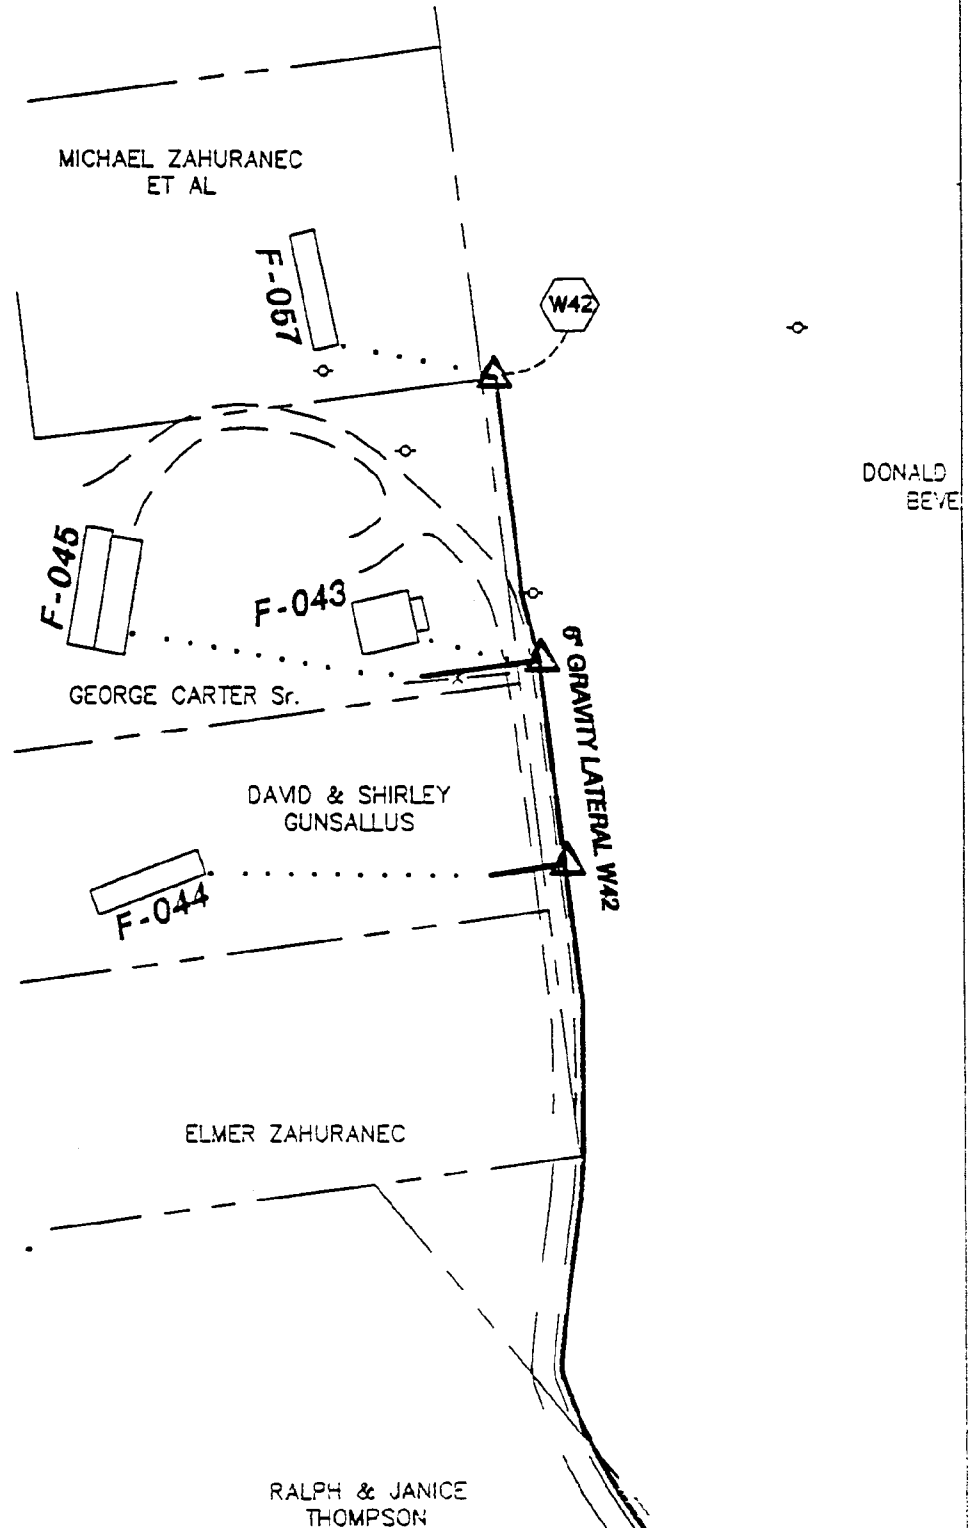 MICHAEL ZAHURANEC
ET AL
F-057
W42
DONALD
BEVE
F-045
F-043
6" GRAVITY LATERAL W42
GEORGE CARTER Sr.
DAVID & SHIRLEY
GUNSALLUS
F-044
ELMER ZAHURANEC
RALPH & JANICE
THOMPSON